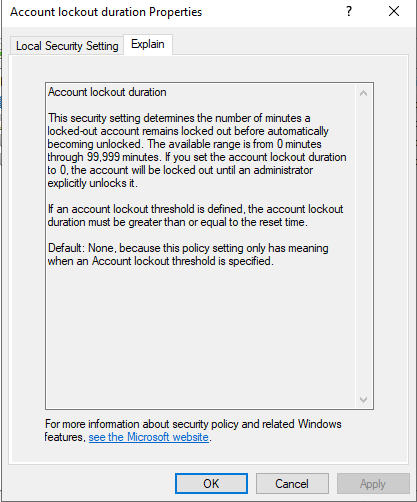 Account lockout duration Properties
?
Local Security Setting
Explain
Account lockout duration
This security setting determines the number of minutes a
locked-out account remains locked out before automatically
becoming unlocked. The available range is from 0 minutes
through 99,999 minutes. If you set the account lockout duration
to 0, the account will be locked out until an administrator
explicitly unlocks it.
If an account lockout threshold is defined, the account lockout
duration must be greater than or equal to the reset time.
Default: None, because this policy setting only has meaning
when an Account lockout threshold is specified.
For more information about security policy and related Windows
features, see the Microsoft website.
OK
Cancel
Apply